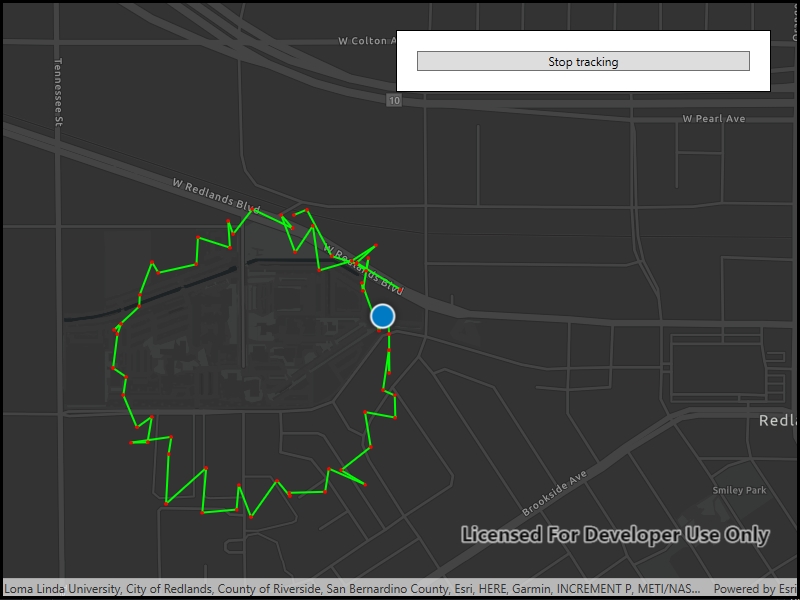 W Colton A
Stop tracking
Tennessee St
10
W Pearl Ave
W Redlands Blvd
W Redlands Blvd
Redla
Smiley Park
Brookside Ave
Licensed For Developer Use Only
Loma Linda University, City of Redlands, County of Riverside, San Bernardino County, Esri, HERE, Garmin, INCREMENT P, METI/NAS... Powered by Esri